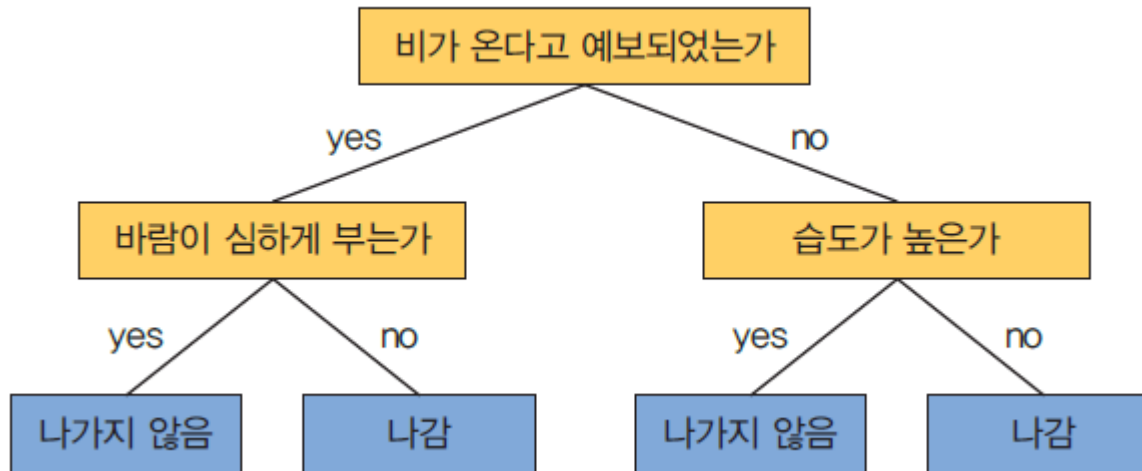 비가 온다고 예보되었는가
yes
no
바람이 심하게 부는가
습도가 높은가
yes
no
yes
no
나가지 않음
나감
나가지 않음
나감